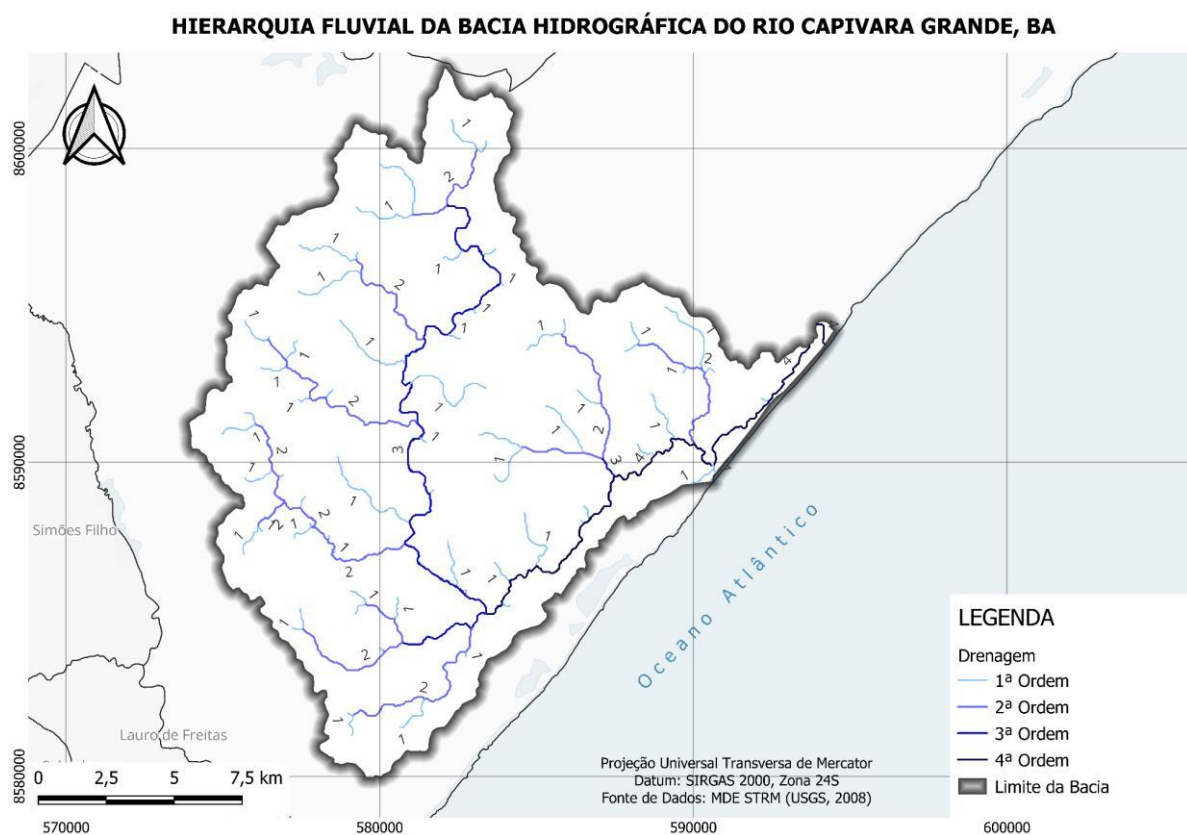 HIERARQUIA FLUVIAL DA BACIA HIDROGRÁFICA DO RIO CAPIVARA GRANDE, BA
8600000
8590000
8580000
Simões Filho
Lauro de Freitas
Oceano Atlântico
0 2,5 5 7,5 km
Projeção Universal Transversa de Mercator
Datum: SIRGAS 2000, Zona 24S
Fonte de Dados: MDE STRM (USGS, 2008)
LEGENDA
Drenagem
1ª Ordem
2ª Ordem
3ª Ordem
4ª Ordem
Limite da Bacia
570000 580000 590000 600000